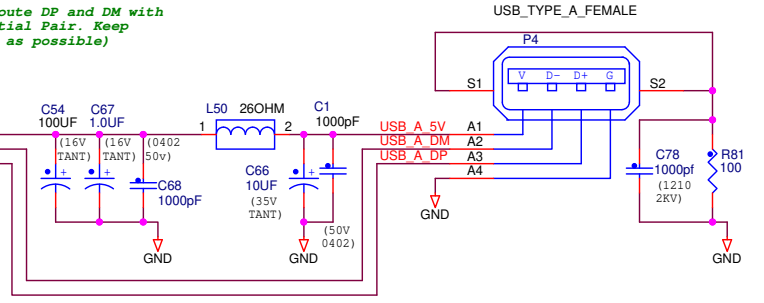 oute DP and DM with
tial Pair. Keep
as possible)
USB_TYPE_A_FEMALE
P4
V D- D+ G
S1
S2
C54
100UF
C67
1.0UF
L50 26OHM
C1
1000pF
1
2
(16V
TANT)
(16V
TANT)
(0402
50v)
USB_A_5V
USB_A_DM
USB_A_DP
A1
A2
A3
A4
C68
1000pF
C66
10UF
(35V
TANT)
(50V
0402)
C78
1000pf
(1210
2KV)
R81
100
GND
GND
GND
GND